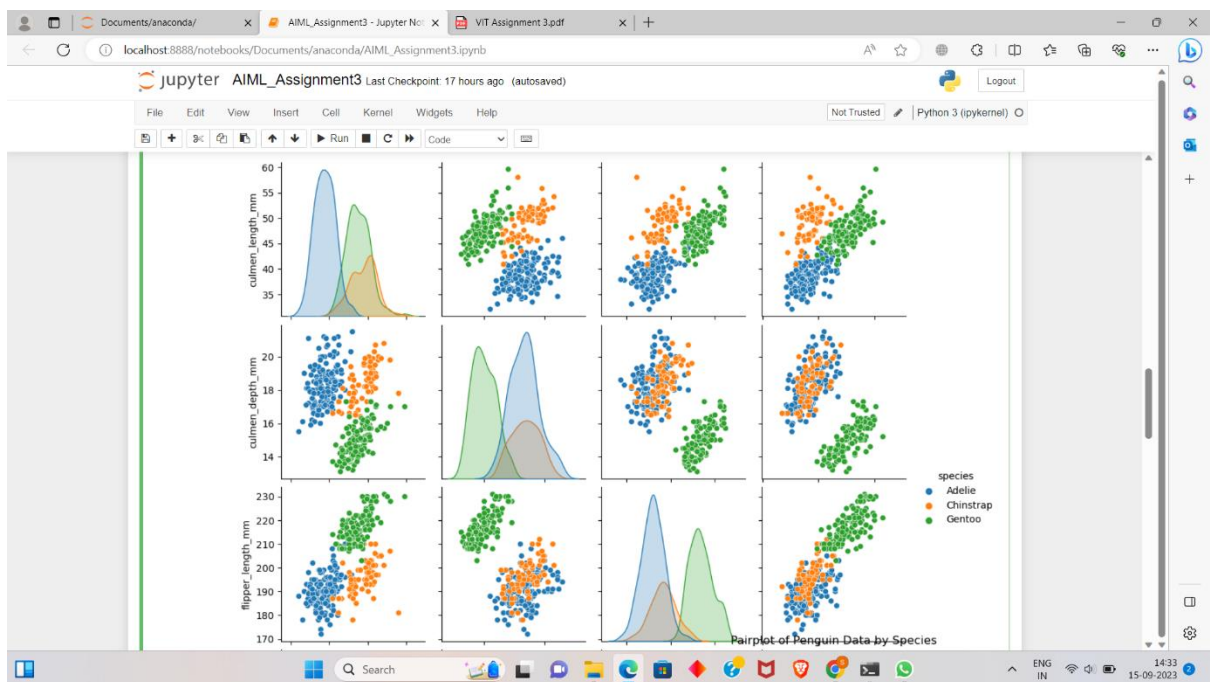 Documents/anaconda/
AIML_Assignment3 - Jupyter Not
VIT Assignment 3.pdf
localhost:8888/notebooks/Documents/anaconda/AIML_Assignment3.ipynb
jupyter AIML_Assignment3 Last Checkpoint: 17 hours ago (autosaved)
Logout
File Edit View Insert Cell Kernel Widgets Help
Not Trusted
Python 3 (ipykernel)
Run
Code
culmen_length_mm
60
55
50
45
40
35
culmen_depth_mm
20
18
16
14
flipper_length_mm
230
220
210
200
190
180
170
species
Adelie
Chinstrap
Gentoo
Pairplot of Penguin Data by Species
Search
ENG
IN
14:33
15-09-2023
2